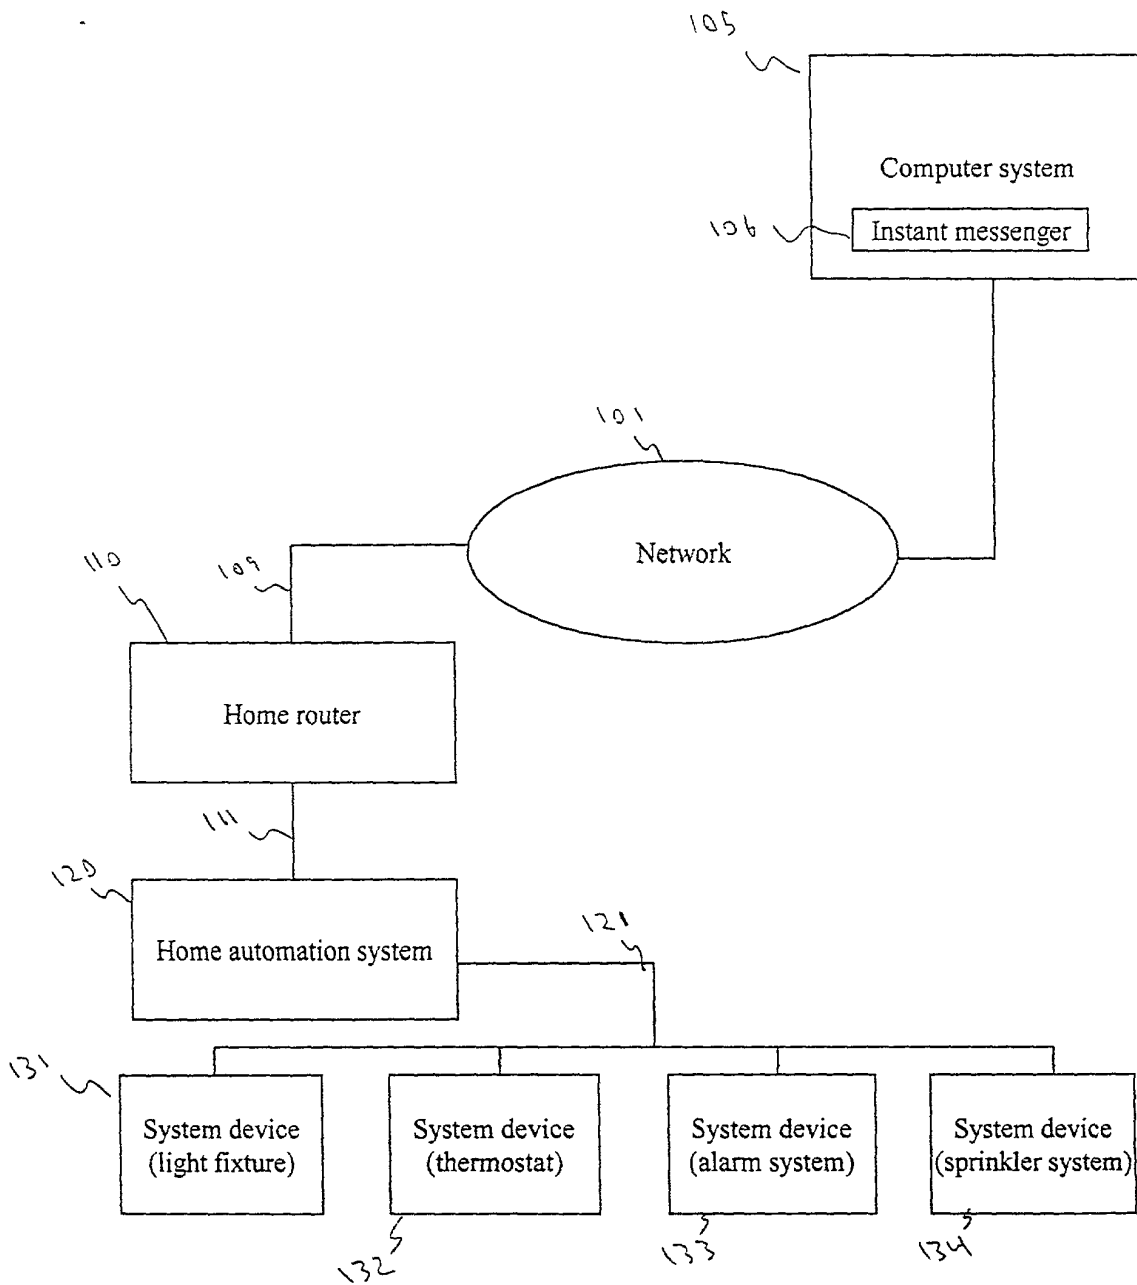 105
Computer system
106
Instant messenger
101
Network
109
110
Home router
111
120
Home automation system
121
131
System device
(light fixture)
System device
(thermostat)
System device
(alarm system)
System device
(sprinkler system)
132
133
134